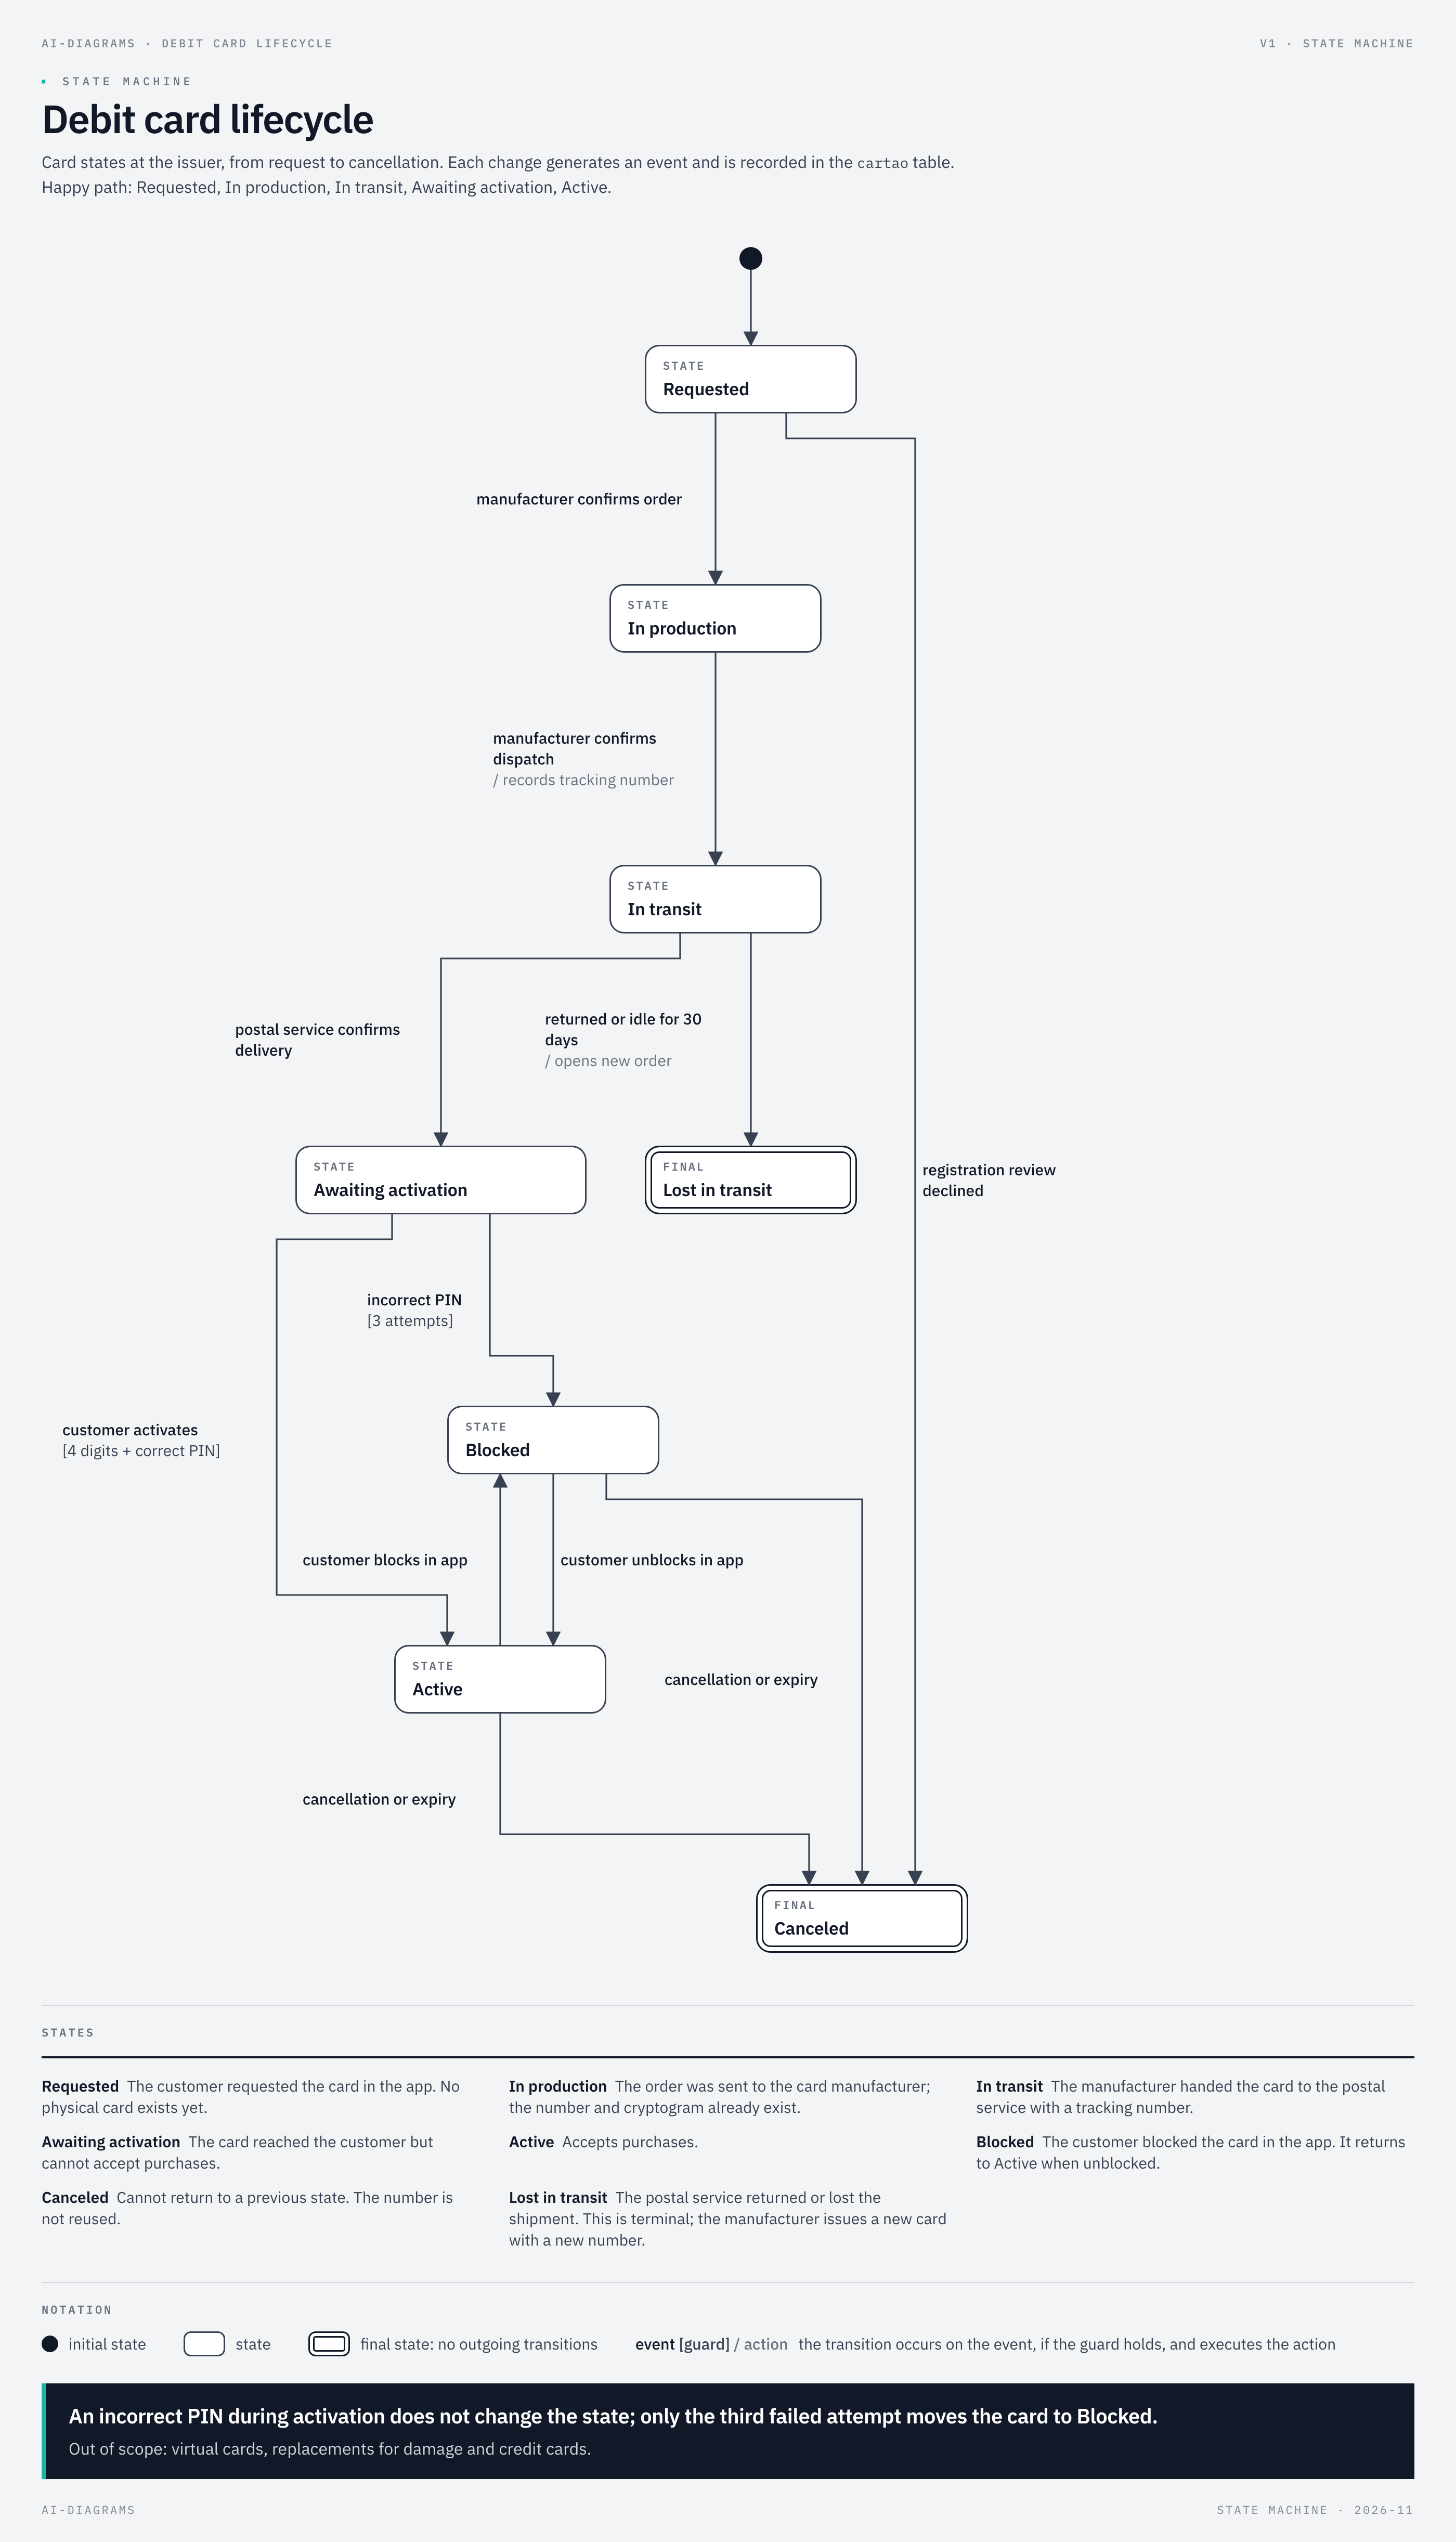 AI-DIAGRAMS · DEBIT CARD LIFECYCLE
V1 · STATE MACHINE
STATE MACHINE
Debit card lifecycle
Card states at the issuer, from request to cancellation. Each change generates an event and is recorded in the cartao table.
Happy path: Requested, In production, In transit, Awaiting activation, Active.
STATE
Requested
manufacturer confirms order
STATE
In production
manufacturer confirms
dispatch
/ records tracking number
STATE
In transit
postal service confirms
delivery
returned or idle for 30
days
/ opens new order
STATE
Awaiting activation
FINAL
Lost in transit
registration review
declined
incorrect PIN
[3 attempts]
customer activates
[4 digits + correct PIN]
STATE
Blocked
customer blocks in app
customer unblocks in app
STATE
Active
cancellation or expiry
cancellation or expiry
FINAL
Canceled
STATES
Requested The customer requested the card in the app. No
physical card exists yet.
In production The order was sent to the card manufacturer;
the number and cryptogram already exist.
In transit The manufacturer handed the card to the postal
service with a tracking number.
Awaiting activation The card reached the customer but
cannot accept purchases.
Active Accepts purchases.
Blocked The customer blocked the card in the app. It returns
to Active when unblocked.
Canceled Cannot return to a previous state. The number is
not reused.
Lost in transit The postal service returned or lost the
shipment. This is terminal; the manufacturer issues a new card
with a new number.
NOTATION
initial state
state
final state: no outgoing transitions
event [guard] / action the transition occurs on the event, if the guard holds, and executes the action
An incorrect PIN during activation does not change the state; only the third failed attempt moves the card to Blocked.
Out of scope: virtual cards, replacements for damage and credit cards.
AI-DIAGRAMS
STATE MACHINE · 2026-11